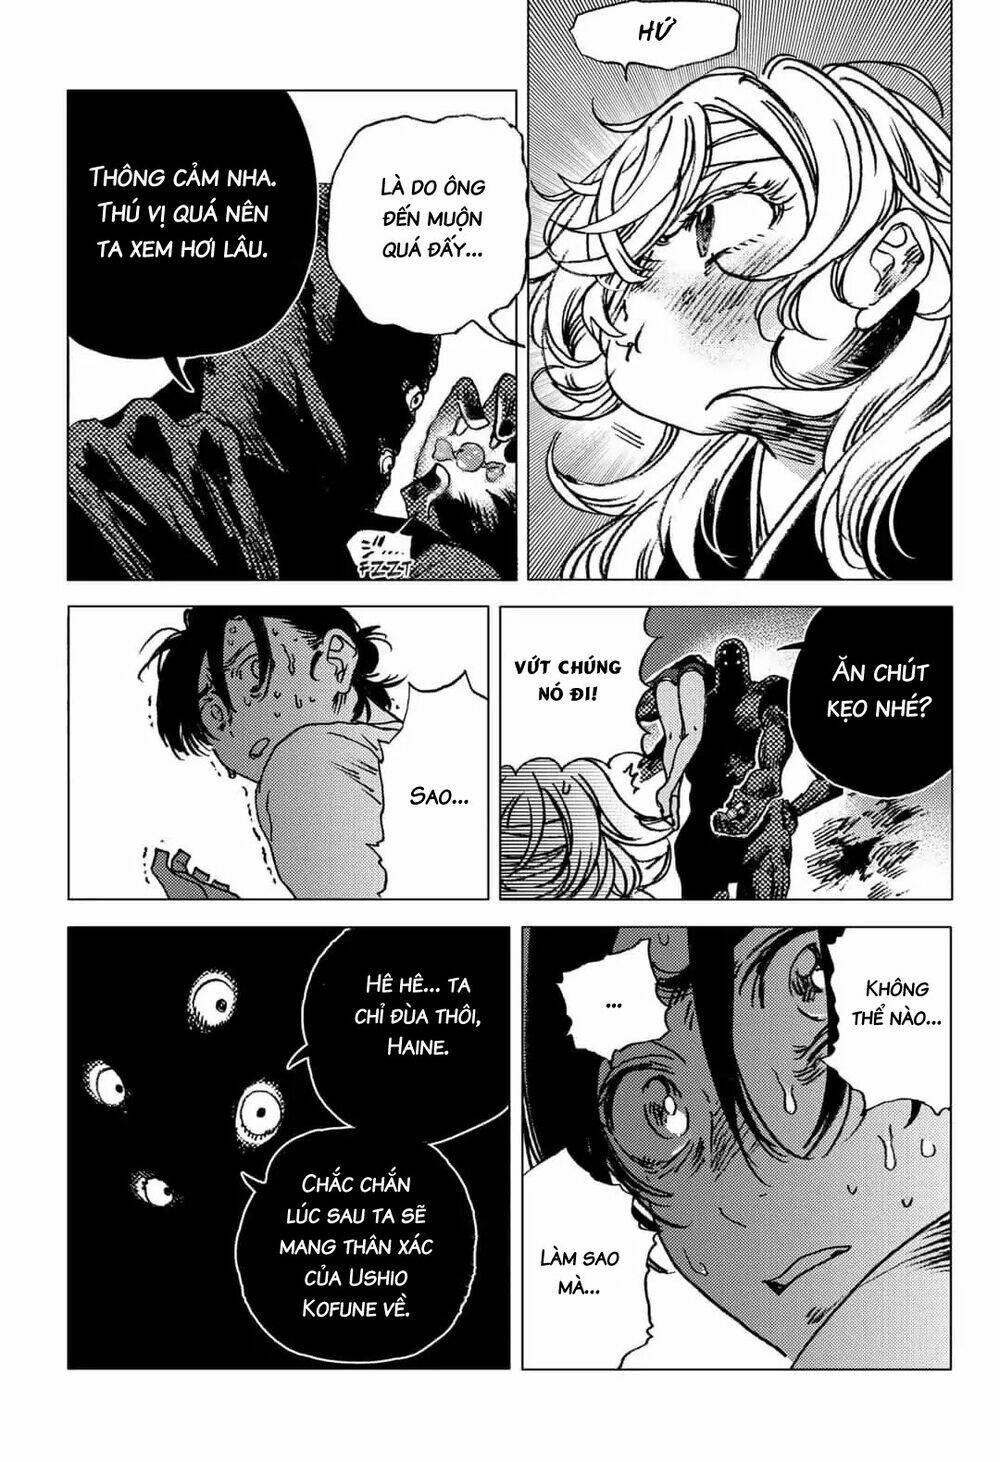 HỨ
LÀ DO ÔNG
ĐẾN MUỘN
QUÁ ĐẤY...
THÔNG CẢM NHA.
THÚ VỊ QUÁ NÊN
TA XEM HƠI LÂU.
FZZT
ĂN CHÚT
KẸO NHÉ?
VỨT CHÚNG
NÓ ĐI!
SAO...
KHÔNG
THỂ NÀO...
...
LÀM SAO
MÀ...
HÊ HÊ... TA
CHỈ ĐÙA THÔI,
HAINE.
CHẮC CHẮN
LÚC SAU TA SẼ
MANG THÂN XÁC
CỦA USHIO
KOFUNE VỀ.